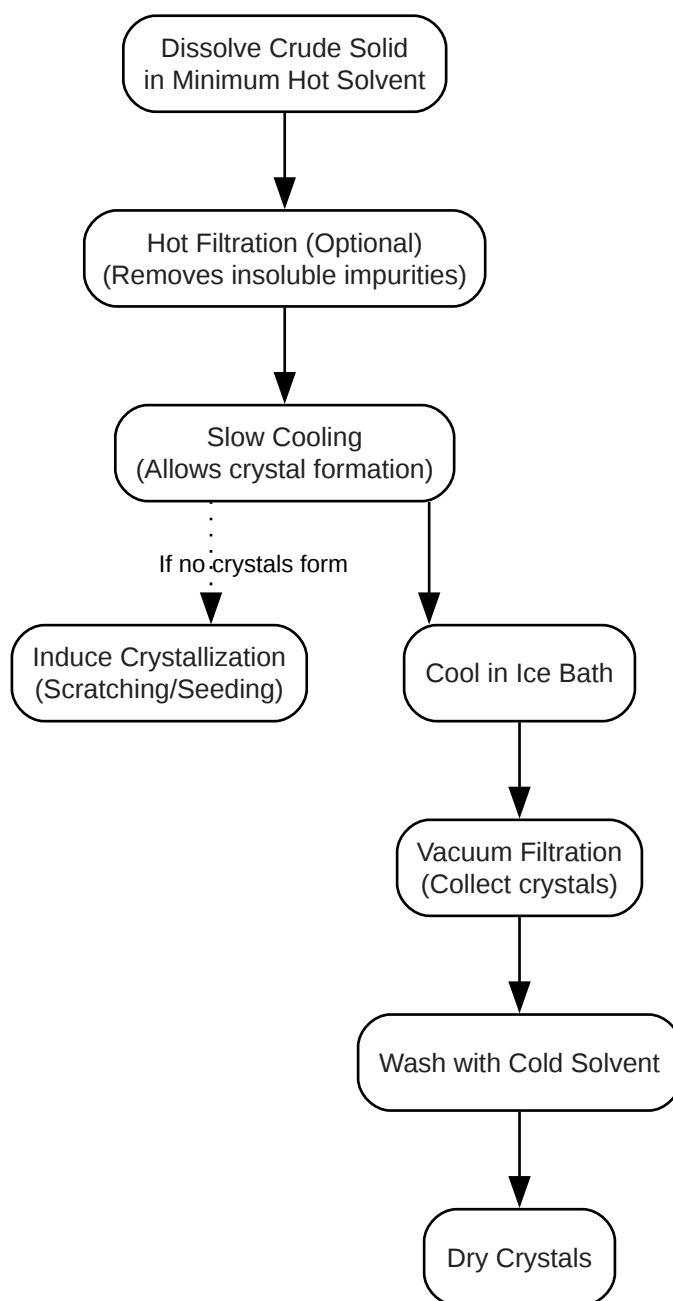 Dissolve Crude Solid
in Minimum Hot Solvent
Hot Filtration (Optional)
(Removes insoluble impurities)
Slow Cooling
(Allows crystal formation)
If no crystals form
Induce Crystallization
(Scratching/Seeding)
Cool in Ice Bath
Vacuum Filtration
(Collect crystals)
Wash with Cold Solvent
Dry Crystals